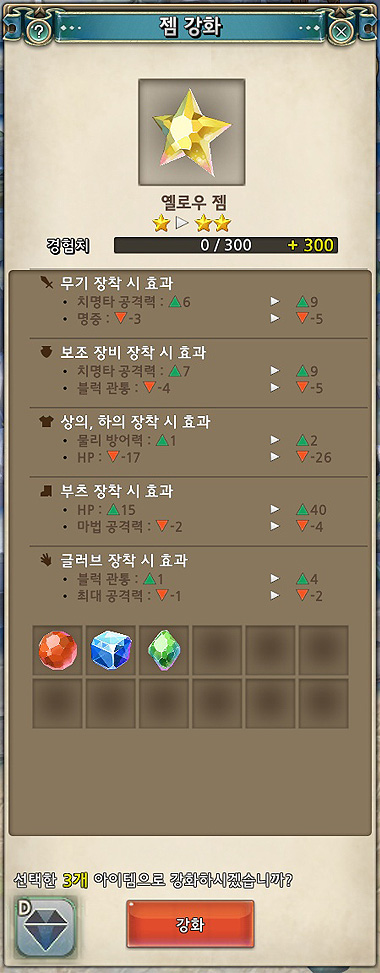 ? 젬 강화
옐로우 젬
경험치 0 / 300 + 300
무기 장착 시 효과
• 치명타 공격력 : ▲6 ▶ ▲9
• 명중 : ▼-3 ▶ ▼-5
보조 장비 장착 시 효과
• 치명타 공격력 : ▲7 ▶ ▲9
• 블럭 관통 : ▼-4 ▶ ▼-5
상의, 하의 장착 시 효과
• 물리 방어력 : ▲1 ▶ ▲2
• HP : ▼-17 ▶ ▼-26
부츠 장착 시 효과
• HP : ▲15 ▶ ▲40
• 마법 공격력 : ▼-2 ▶ ▼-4
글러브 장착 시 효과
• 블럭 관통 : ▲1 ▶ ▲4
• 최대 공격력 : ▼-1 ▶ ▼-2
선택한 3개 아이템으로 강화하시겠습니까?
D
강화